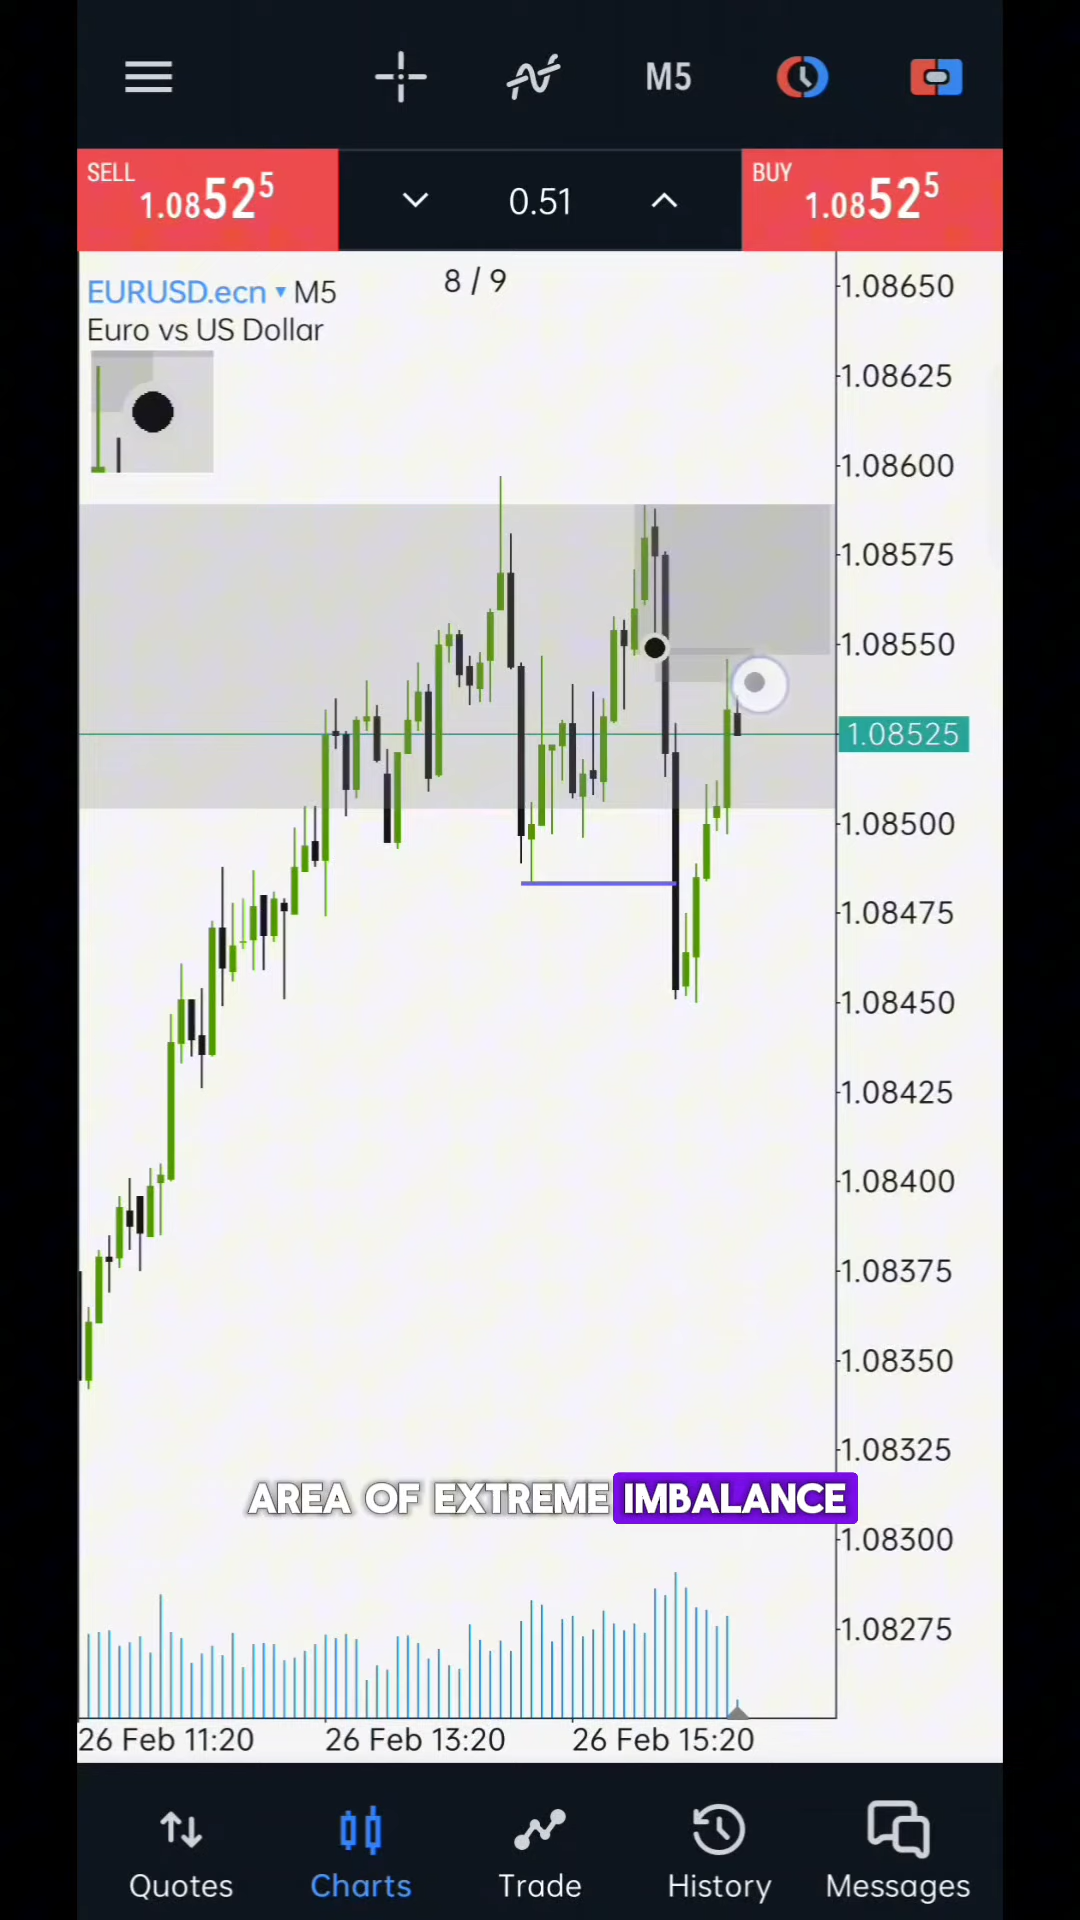 M5
SELL
1.08525
0.51
BUY
1.08525
EURUSD.ecn ▾ M5
8 / 9
Euro vs US Dollar
1.08650
1.08625
1.08600
1.08575
1.08550
1.08525
1.08500
1.08475
1.08450
1.08425
1.08400
1.08375
1.08350
1.08325
AREA OF EXTREME IMBALANCE
1.08300
1.08275
26 Feb 11:20
26 Feb 13:20
26 Feb 15:20
Quotes
Charts
Trade
History
Messages